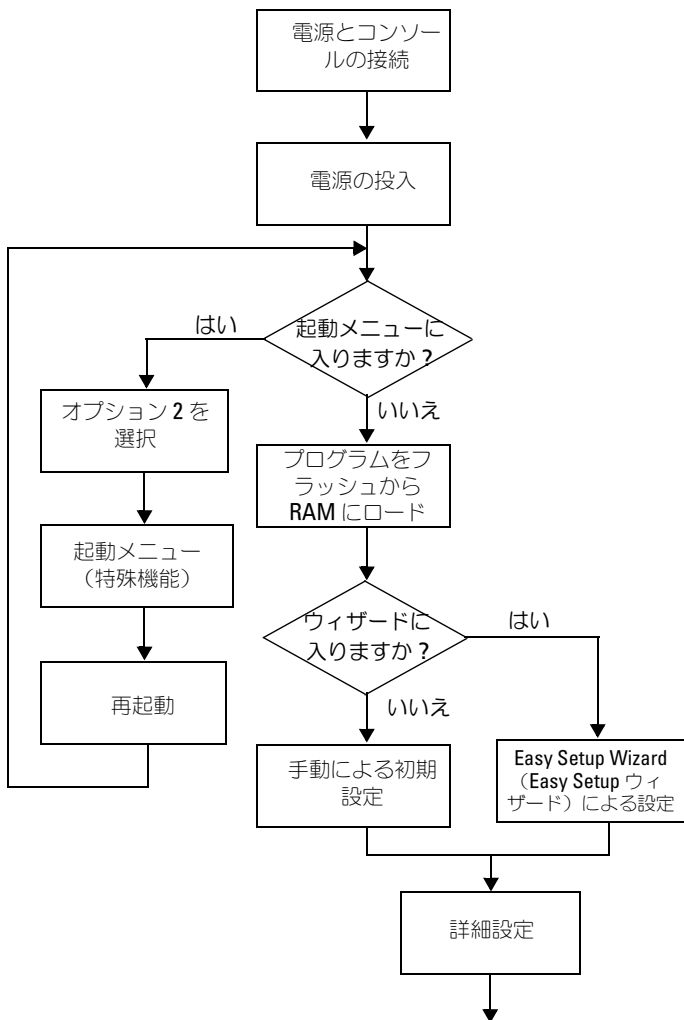 電源とコンソー
ルの接続
電源の投入
はい
起動メニューに
入りますか ?
いいえ
オプション 2 を
選択
プログラムをフ
ラッシュから
RAM にロード
起動メニュー
（特殊機能）
ウィザードに
入りますか ?
はい
再起動
いいえ
手動による初期
設定
Easy Setup Wizard
（Easy Setup ウィ
ザード）による設定
詳細設定